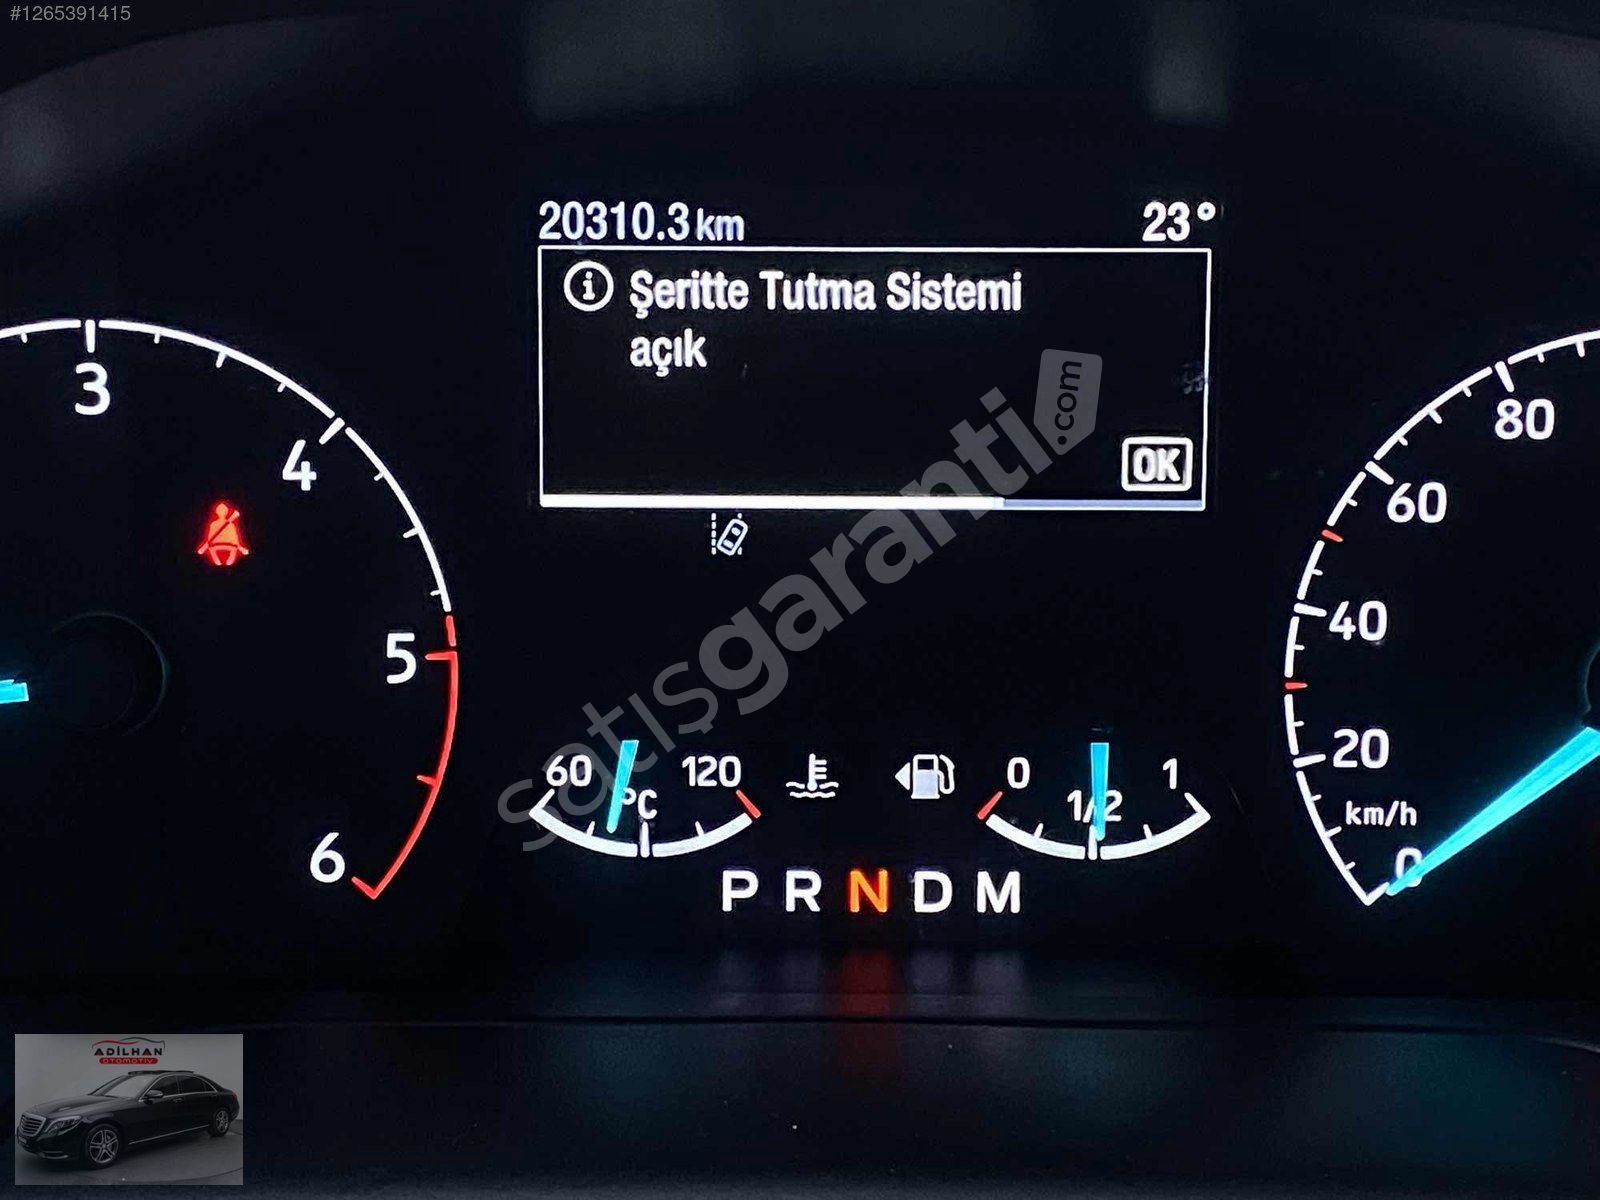 #1265391415
20310.3 km
23°
Şeritte Tutma Sistemi
açık
OK
3
4
5
6
80
60
40
20
km/h
0
60
120
°C
0
1/2
1
P R N D M
satışgaranti.com
ADİLHAN
OTOMOTİV